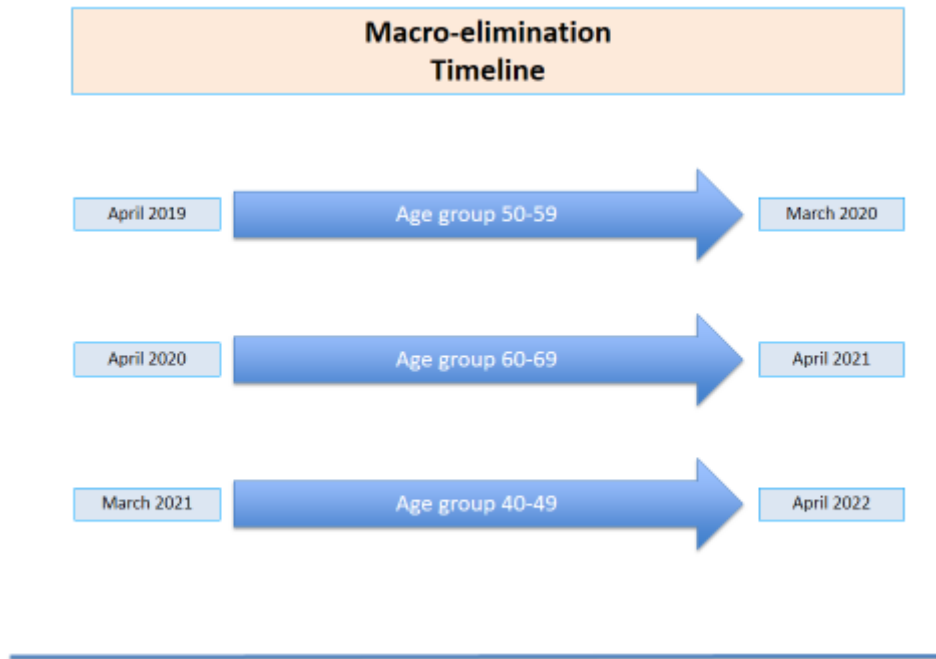 Macro-elimination
Timeline
April 2019
Age group 50-59
March 2020
April 2020
Age group 60-69
April 2021
March 2021
Age group 40-49
April 2022